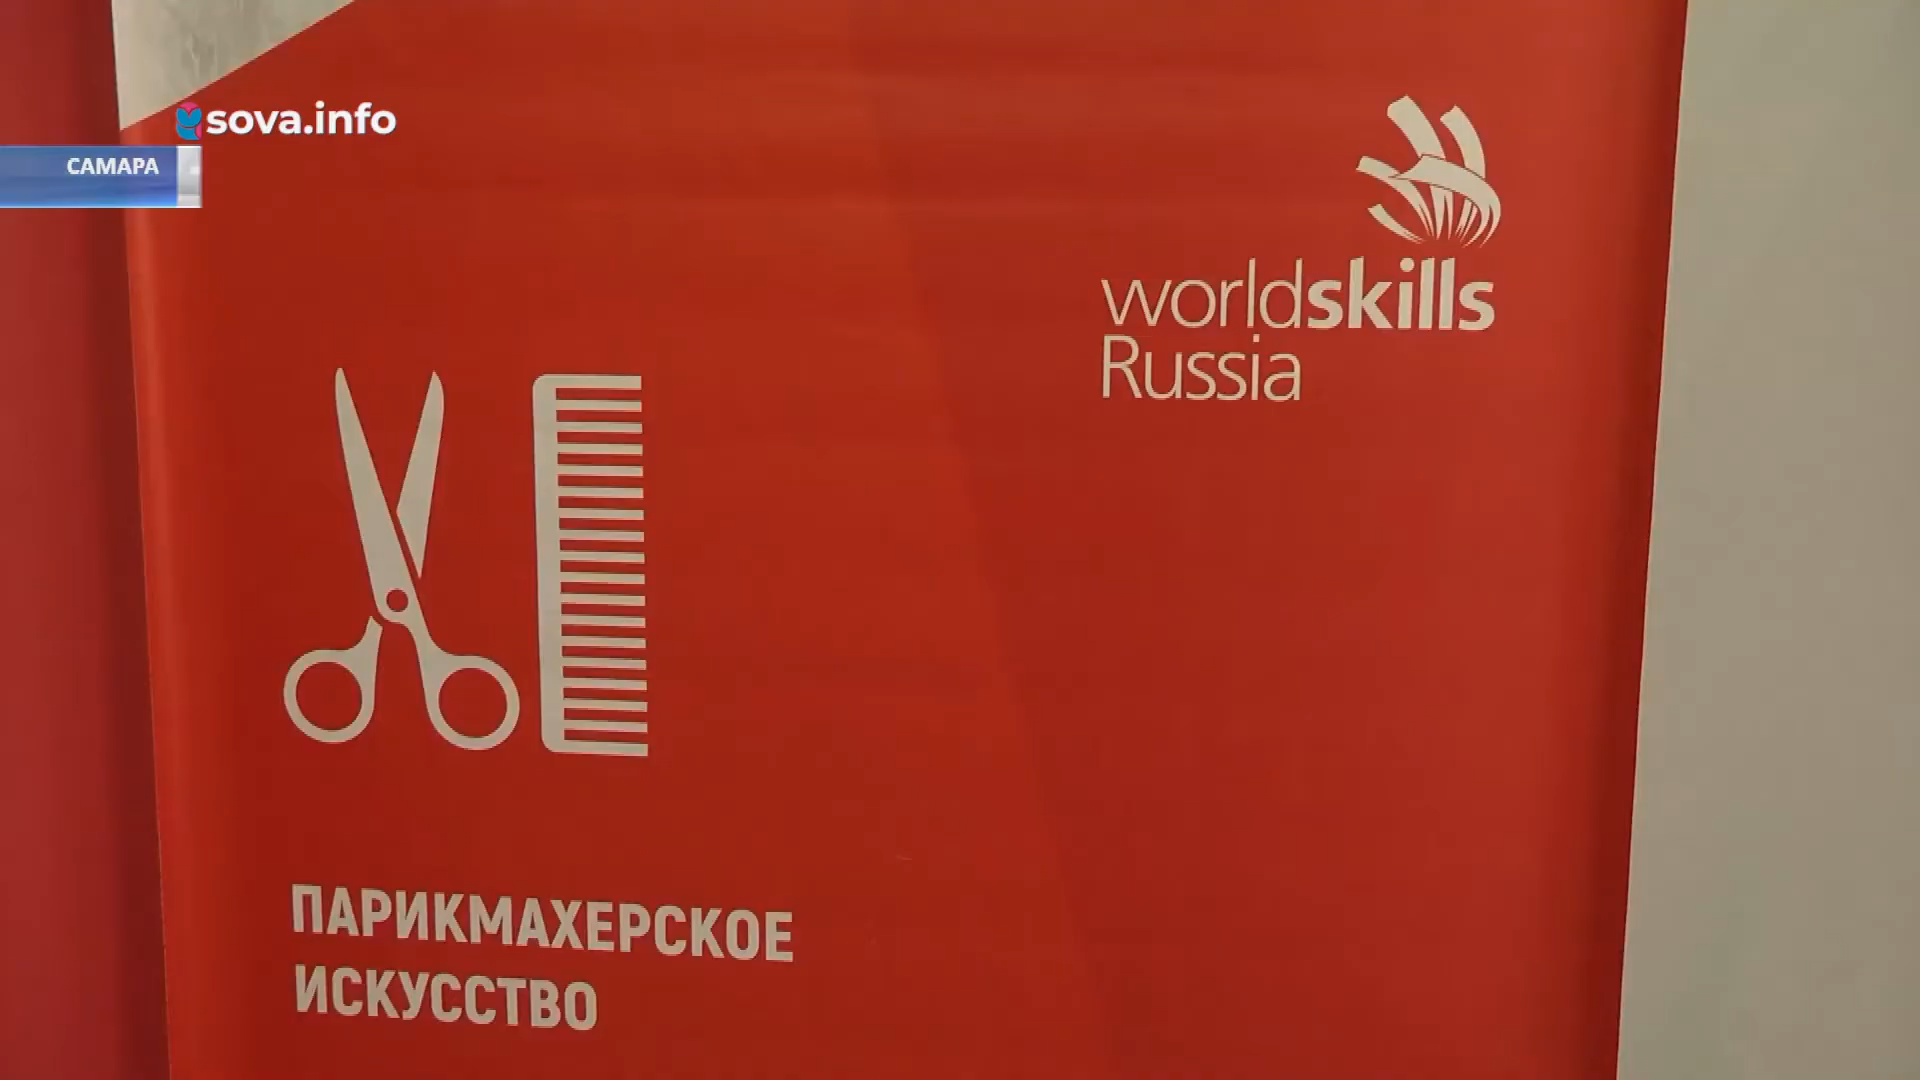 sova.info
САМАРА
worldskills
Russia
ПАРИКМАХЕРСКОЕ
ИСКУССТВО